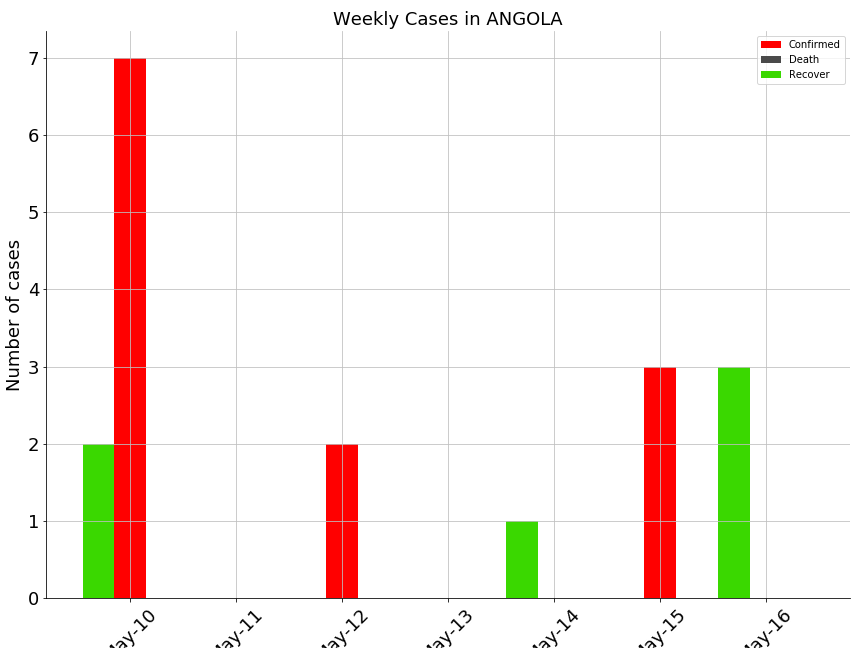 Weekly Cases in ANGOLA
Confirmed
Death
Recover
Number of cases
7
6
5
4
3
2
1
0
May-10
May-11
May-12
May-13
May-14
May-15
May-16